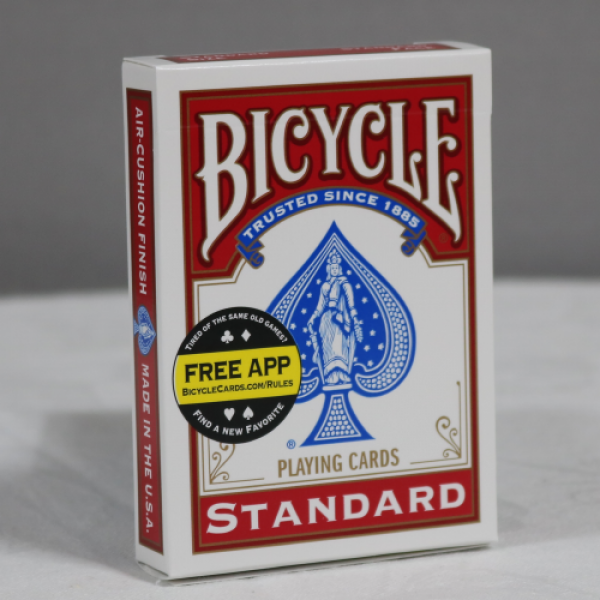 BICYCLE
TRUSTED SINCE 1885
TIRED OF THE SAME OLD GAMES?
FREE APP
BICYCLECARDS.COM/RULES
FIND A NEW FAVORITE
®
PLAYING CARDS
STANDARD
AIR-CUSHION FINISH
MADE IN THE U.S.A.